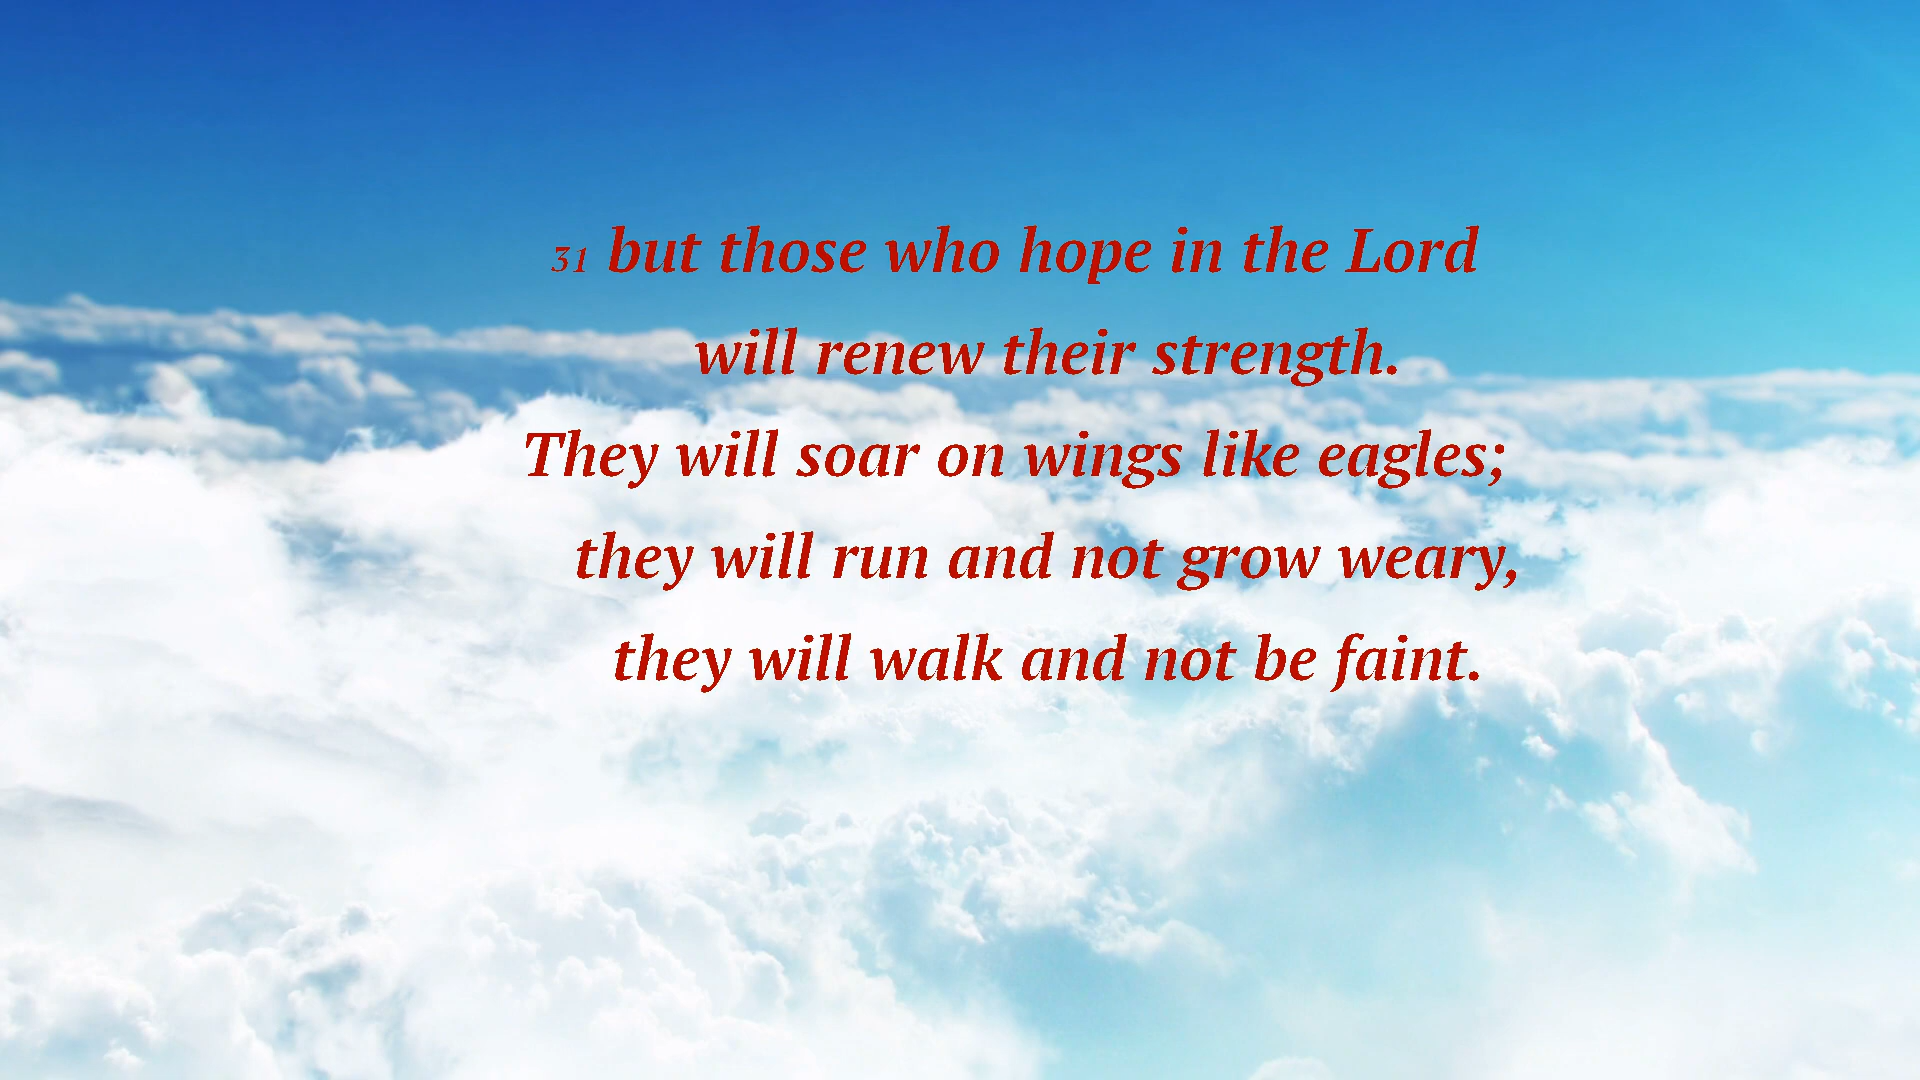 31 but those who hope in the Lord
will renew their strength.
They will soar on wings like eagles;
they will run and not grow weary,
they will walk and not be faint.